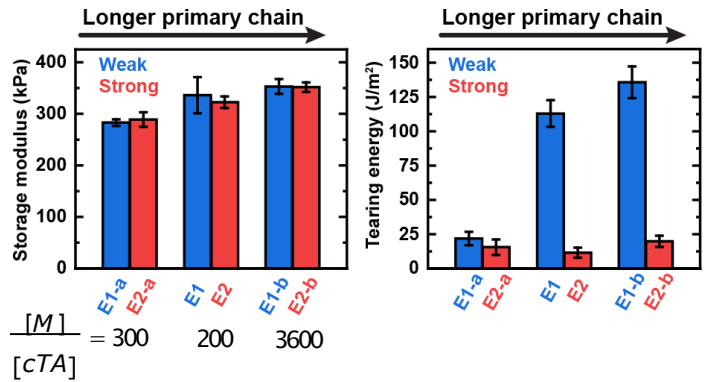 Longer primary chain
Storage modulus (kPa)
400
300
200
100
0
Weak
Strong
E1-a
E2-a
E1
E2
E1-b
E2-b
[M]
[cTA]
= 300
200
3600
Longer primary chain
Tearing energy (J/m²)
150
125
100
75
50
25
0
Weak
Strong
E1-a
E2-a
E1
E2
E1-b
E2-b